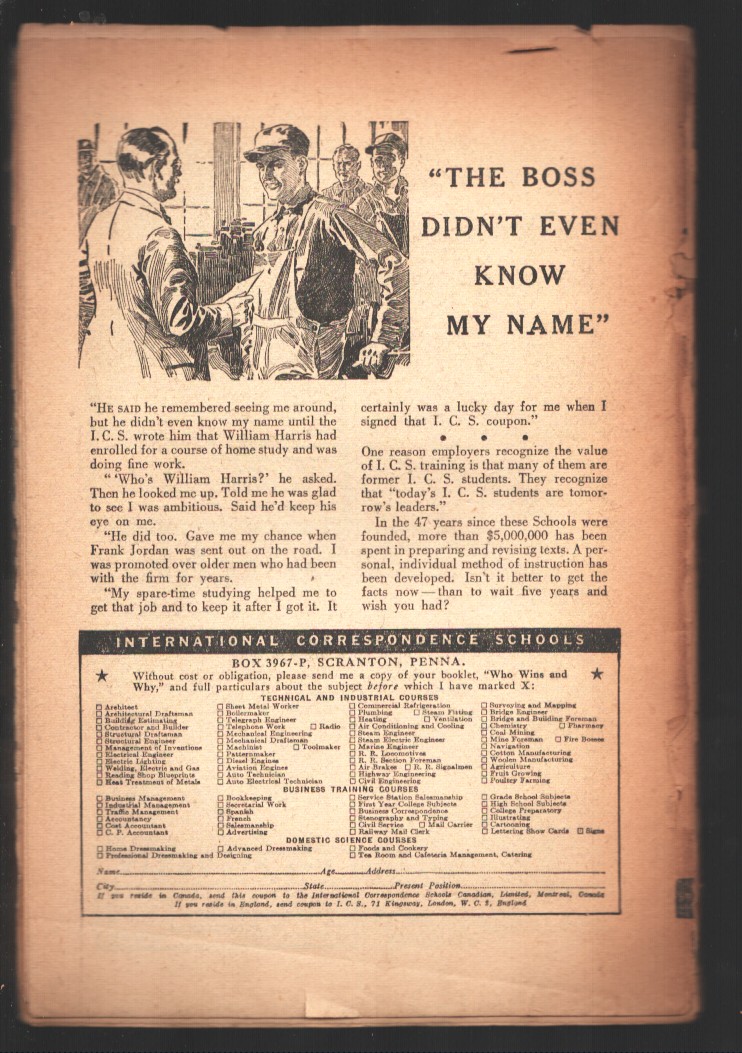 “THE BOSS
DIDN’T EVEN
KNOW
MY NAME”
“HE SAID he remembered seeing me around,
but he didn’t even know my name until the
I. C. S. wrote him that William Harris had
enrolled for a course of home study and was
doing fine work.
“ ‘Who’s William Harris?’ he asked.
Then he looked me up. Told me he was glad
to see I was ambitious. Said he’d keep his
eye on me.
“He did too. Gave me my chance when
Frank Jordan was sent out on the road. I
was promoted over older men who had been
with the firm for years.
“My spare-time studying helped me to
get that job and to keep it after I got it. It
certainly was a lucky day for me when I
signed that I. C. S. coupon.”
• • •
One reason employers recognize the value
of I. C. S. training is that many of them are
former I. C. S. students. They recognize
that “today’s I. C. S. students are tomor-
row’s leaders.”
In the 47 years since these Schools were
founded, more than $5,000,000 has been
spent in preparing and revising texts. A per-
sonal, individual method of instruction has
been developed. Isn’t it better to get the
facts now — than to wait five years and
wish you had?
INTERNATIONAL CORRESPONDENCE SCHOOLS
BOX 3967-P, SCRANTON, PENNA.
★ Without cost or obligation, please send me a copy of your booklet, “Who Wins and ★
Why,” and full particulars about the subject before which I have marked X:
TECHNICAL AND INDUSTRIAL COURSES
☐ Architect
☐ Architectural Draftsman
☐ Building Estimating
☐ Contractor and Builder
☐ Structural Draftsman
☐ Structural Engineer
☐ Management of Inventions
☐ Electrical Engineer
☐ Electric Lighting
☐ Welding, Electric and Gas
☐ Reading Shop Blueprints
☐ Heat Treatment of Metals
☐ Sheet Metal Worker
☐ Boilermaker
☐ Telegraph Engineer
☐ Telephone Work ☐ Radio
☐ Mechanical Engineering
☐ Mechanical Draftsman
☐ Machinist ☐ Toolmaker
☐ Patternmaker
☐ Diesel Engines
☐ Aviation Engines
☐ Auto Technician
☐ Auto Electrical Technician
☐ Commercial Refrigeration
☐ Plumbing ☐ Steam Fitting
☐ Heating ☐ Ventilation
☐ Air Conditioning and Cooling
☐ Steam Engineer
☐ Steam Electric Engineer
☐ Marine Engineer
☐ R. R. Locomotives
☐ R. R. Section Foreman
☐ Air Brakes ☐ R. R. Signalmen
☐ Highway Engineering
☐ Civil Engineering
☐ Surveying and Mapping
☐ Bridge Engineer
☐ Bridge and Building Foreman
☐ Chemistry ☐ Pharmacy
☐ Coal Mining
☐ Mine Foreman ☐ Fire Bosses
☐ Navigation
☐ Cotton Manufacturing
☐ Woolen Manufacturing
☐ Agriculture
☐ Fruit Growing
☐ Poultry Farming
BUSINESS TRAINING COURSES
☐ Business Management
☐ Industrial Management
☐ Traffic Management
☐ Accountancy
☐ Cost Accountant
☐ C. P. Accountant
☐ Bookkeeping
☐ Secretarial Work
☐ Spanish
☐ French
☐ Salesmanship
☐ Advertising
☐ Service Station Salesmanship
☐ First Year College Subjects
☐ Business Correspondence
☐ Stenography and Typing
☐ Civil Service ☐ Mail Carrier
☐ Railway Mail Clerk
☐ Grade School Subjects
☐ High School Subjects
☐ College Preparatory
☐ Illustrating
☐ Cartooning
☐ Lettering Show Cards ☐ Signs
DOMESTIC SCIENCE COURSES
☐ Home Dressmaking
☐ Professional Dressmaking and Designing
☐ Advanced Dressmaking
☐ Foods and Cookery
☐ Tea Room and Cafeteria Management, Catering
Name Age Address
City State Present Position
If you reside in Canada, send this coupon to the International Correspondence Schools Canadian, Limited, Montreal, Canada
If you reside in England, send coupon to I. C. S., 71 Kingsway, London, W. C. 2, England